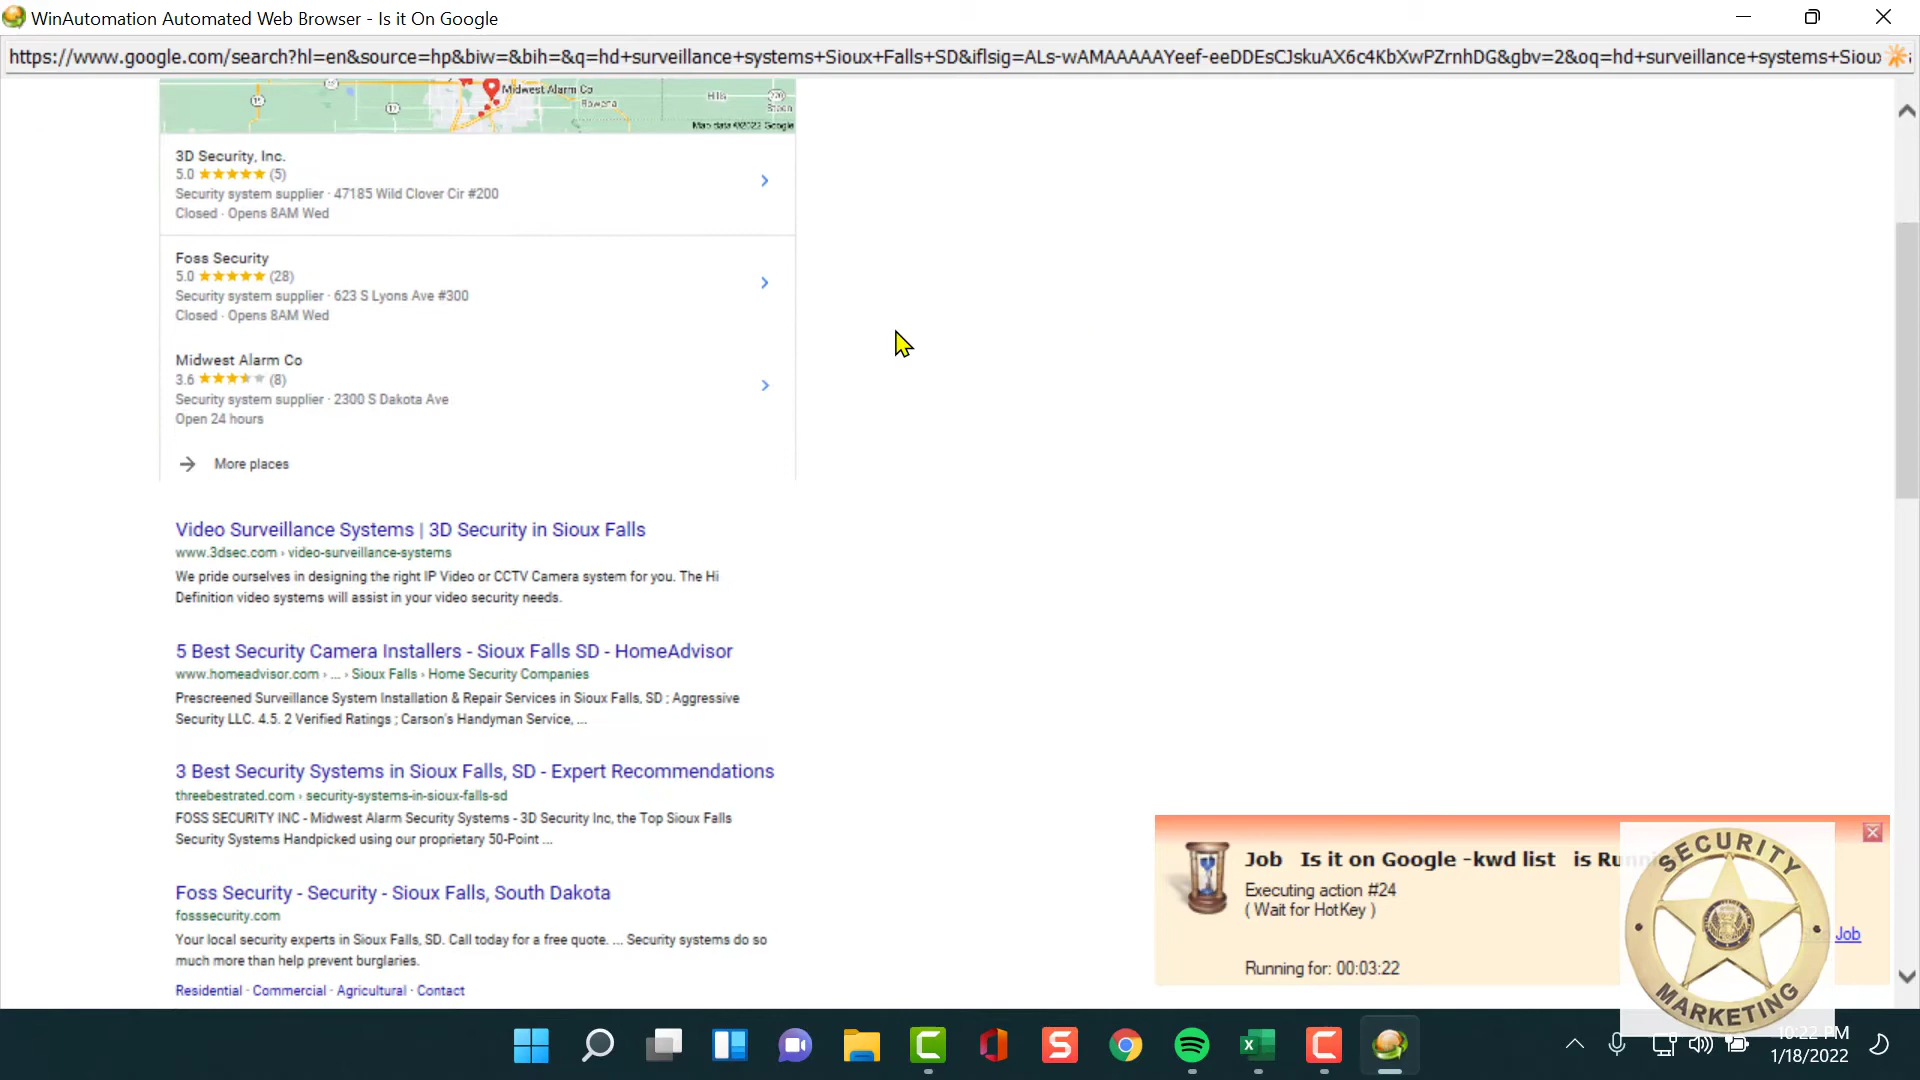 WinAutomation Automated Web Browser - Is it On Google
https://www.google.com/search?hl=en&source=hp&biw=&bih=&q=hd+surveillance+systems+Sioux+Falls+SD&iflsig=ALs-wAMAAAAAYeef-eeDDEsCJskuAX6c4KbXwPZrnhDG&gbv=2&oq=hd+surveillance+systems+Sioux
Midwest Alarm Co
Rowena
H18
Steen
Map data ©2022 Google
3D Security, Inc.
5.0 ★★★★★ (5)
Security system supplier · 47185 Wild Clover Cir #200
Closed · Opens 8AM Wed
Foss Security
5.0 ★★★★★ (28)
Security system supplier · 623 S Lyons Ave #300
Closed · Opens 8AM Wed
Midwest Alarm Co
3.6 (8)
Security system supplier · 2300 S Dakota Ave
Open 24 hours
More places
Video Surveillance Systems | 3D Security in Sioux Falls
www.3dsec.com › video-surveillance-systems
We pride ourselves in designing the right IP Video or CCTV Camera system for you. The Hi
Definition video systems will assist in your video security needs.
5 Best Security Camera Installers - Sioux Falls SD - HomeAdvisor
www.homeadvisor.com › ... › Sioux Falls › Home Security Companies
Prescreened Surveillance System Installation & Repair Services in Sioux Falls, SD ; Aggressive
Security LLC. 4.5. 2 Verified Ratings ; Carson's Handyman Service, ...
3 Best Security Systems in Sioux Falls, SD - Expert Recommendations
threebestrated.com › security-systems-in-sioux-falls-sd
FOSS SECURITY INC - Midwest Alarm Security Systems - 3D Security Inc, the Top Sioux Falls
Security Systems Handpicked using our proprietary 50-Point ...
Foss Security - Security - Sioux Falls, South Dakota
fosssecurity.com
Your local security experts in Sioux Falls, SD. Call today for a free quote. ... Security systems do so
much more than help prevent burglaries.
Residential · Commercial · Agricultural · Contact
Job Is it on Google -kwd list is Runn
Executing action #24
( Wait for HotKey )
Job
Running for: 00:03:22
SECURITY
MARKETING
10:22 PM
1/18/2022